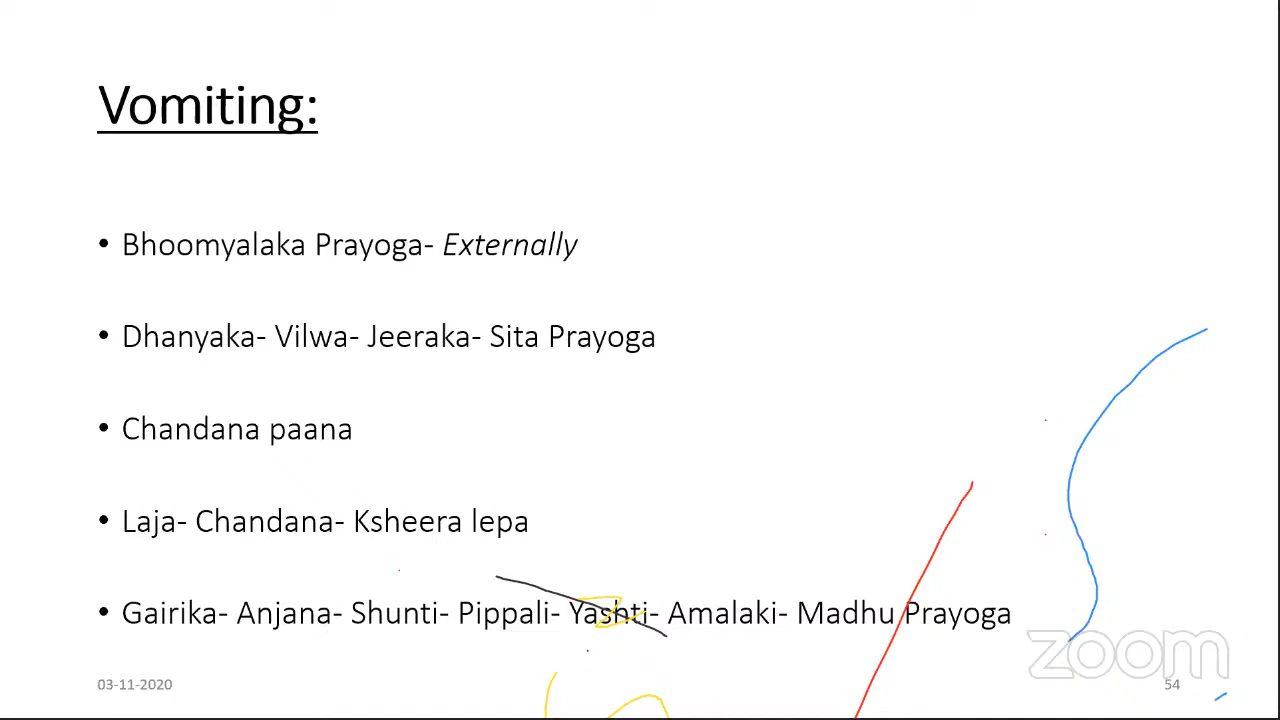 Vomiting:
• Bhoomyalaka Prayoga- Externally
• Dhanyaka- Vilwa- Jeeraka- Sita Prayoga
• Chandana paana
• Laja- Chandana- Ksheera lepa
• Gairika- Anjana- Shunti- Pippali- Yashti- Amalaki- Madhu Prayoga
zoom
03-11-2020
54